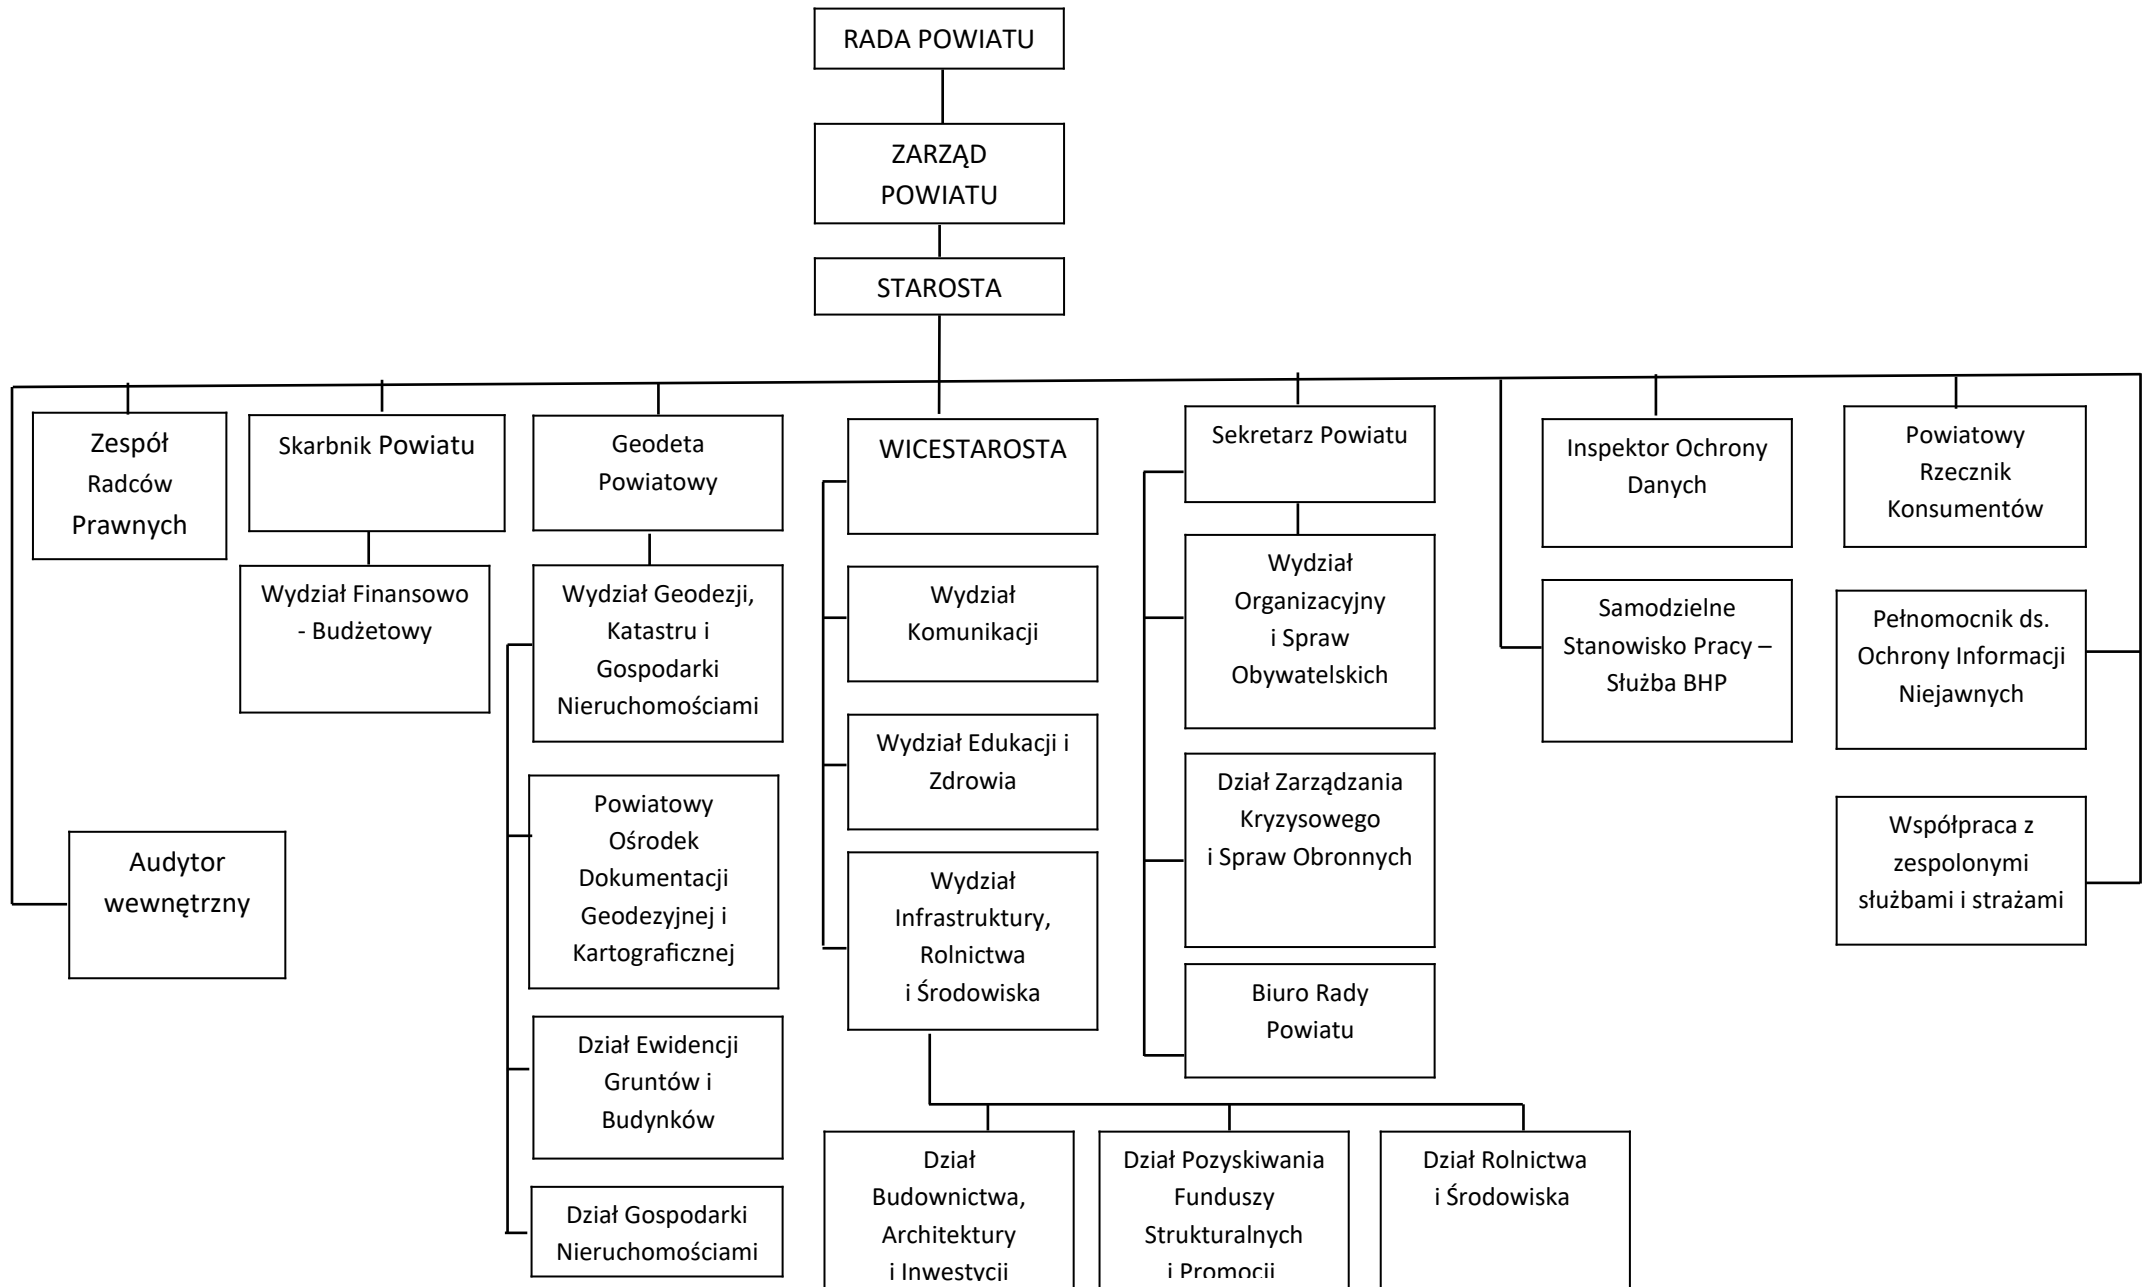 RADA POWIATU
ZARZĄD
POWIATU
STAROSTA
Zespół
Radców
Prawnych
Skarbnik Powiatu
Geodeta
Powiatowy
WICESTAROSTA
Sekretarz Powiatu
Inspektor Ochrony
Danych
Powiatowy
Rzecznik
Konsumentów
Wydział Finansowo
- Budżetowy
Wydział Geodezji,
Katastru i
Gospodarki
Nieruchomościami
Wydział
Komunikacji
Wydział
Organizacyjny
i Spraw
Obywatelskich
Samodzielne
Stanowisko Pracy –
Służba BHP
Pełnomocnik ds.
Ochrony Informacji
Niejawnych
Wydział Edukacji i
Zdrowia
Dział Zarządzania
Kryzysowego
i Spraw Obronnych
Powiatowy
Ośrodek
Dokumentacji
Geodezyjnej i
Kartograficznej
Współpraca z
zespolonymi
służbami i strażami
Audytor
wewnętrzny
Wydział
Infrastruktury,
Rolnictwa
i Środowiska
Biuro Rady
Powiatu
Dział Ewidencji
Gruntów i
Budynków
Dział Gospodarki
Nieruchomościami
Dział
Budownictwa,
Architektury
i Inwestycji
Dział Pozyskiwania
Funduszy
Strukturalnych
i Promocji
Dział Rolnictwa
i Środowiska